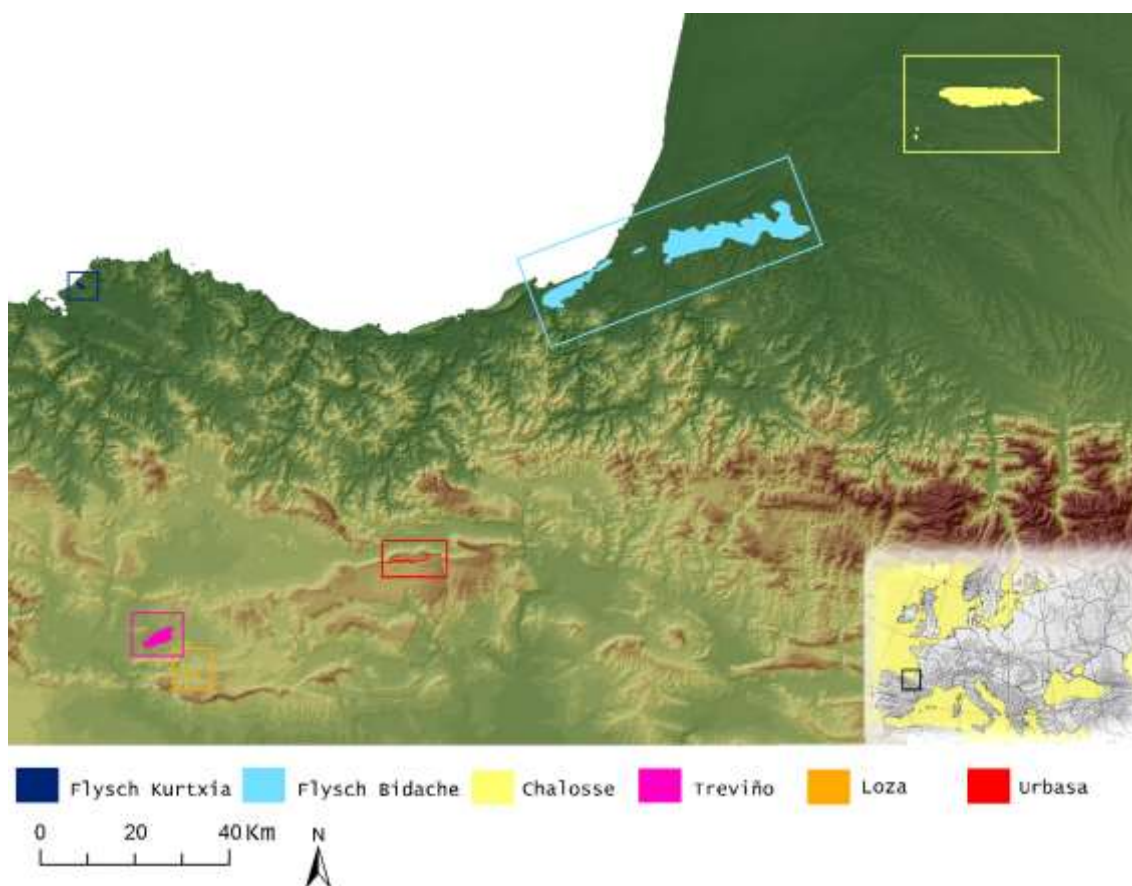 Flysch Kurtxia
Flysch Bidache
Chalosse
Treviño
Loza
Urbasa
0 20 40 Km
N